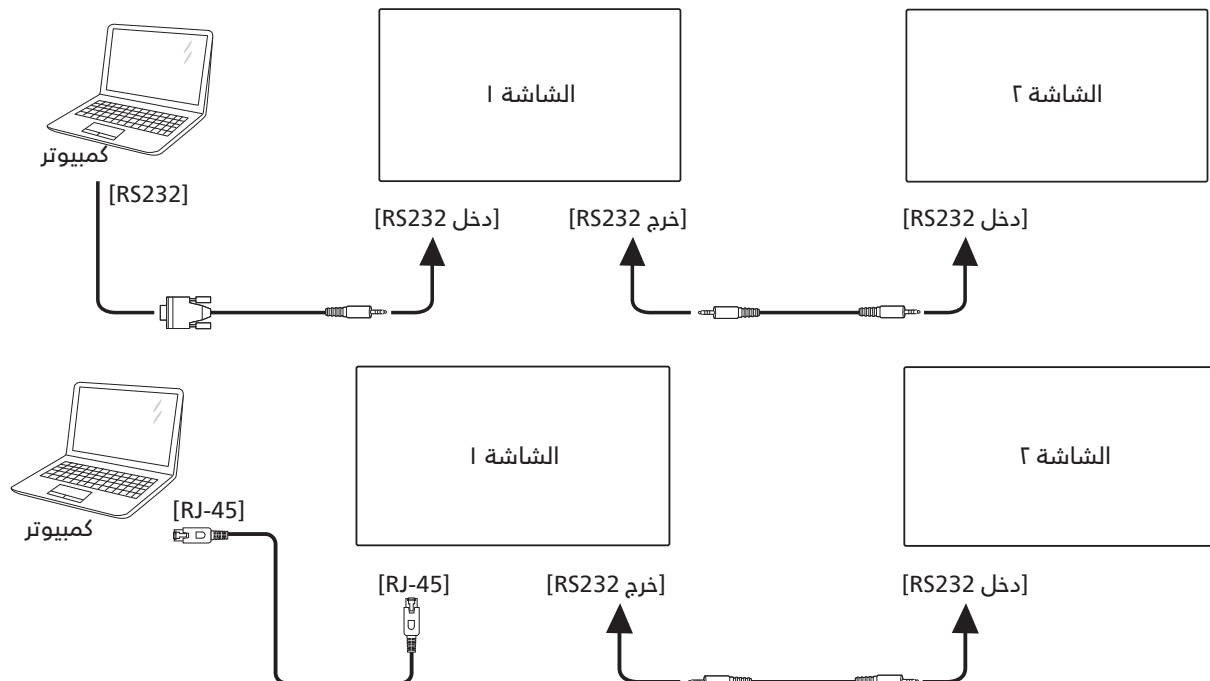 الشاشة ١
الشاشة ٢
كمبيوتر
[RS232]
[دخل RS232]
[خرج RS232]
[دخل RS232]
الشاشة ١
الشاشة ٢
[RJ-45]
كمبيوتر
[RJ-45]
[خرج RS232]
[دخل RS232]